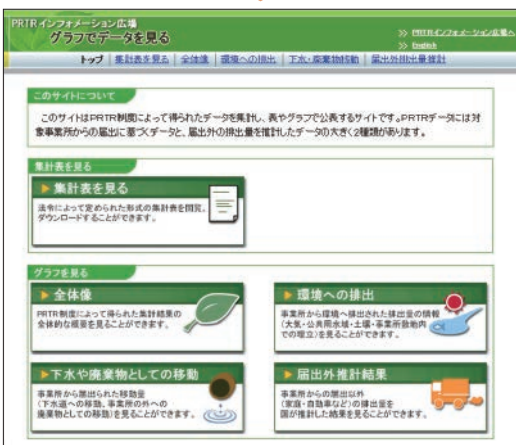 PRTRインフォメーション広場
グラフでデータを見る
>> PRTRインフォメーション広場へ
>> English
トップ | 集計表を見る | 全体像 | 環境への排出 | 下水・廃棄物移動 | 届出外排出量推計
このサイトについて
このサイトはPRTR制度によって得られたデータを集計し、表やグラフで公表するサイトです。PRTRデータには対
象事業所からの届出に基づくデータと、届出外の排出量を推計したデータの大きく2種類があります。
集計表を見る
集計表を見る
法令によって定められた形式の集計表を閲覧、
ダウンロードすることができます。
グラフを見る
全体像
PRTR制度によって得られた集計結果の
全体的な概要を見ることができます。
環境への排出
事業所から環境へ排出された排出量の情報
(大気・公共用水域・土壌・事業所敷地内
での埋立)を見ることができます。
下水や廃棄物としての移動
事業所から届出られた移動量
(下水道への移動、事業所の外への
廃棄物としての移動)を見ることができます。
届出外推計結果
事業所からの届出以外
(家庭・自動車など)の排出量を
国が推計した結果を見ることができます。